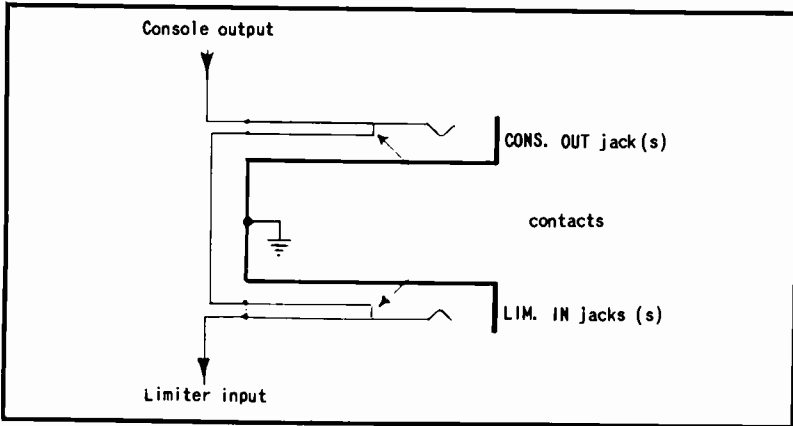 Console output
CONS. OUT jack(s)
contacts
LIM. IN jacks (s)
Limiter input